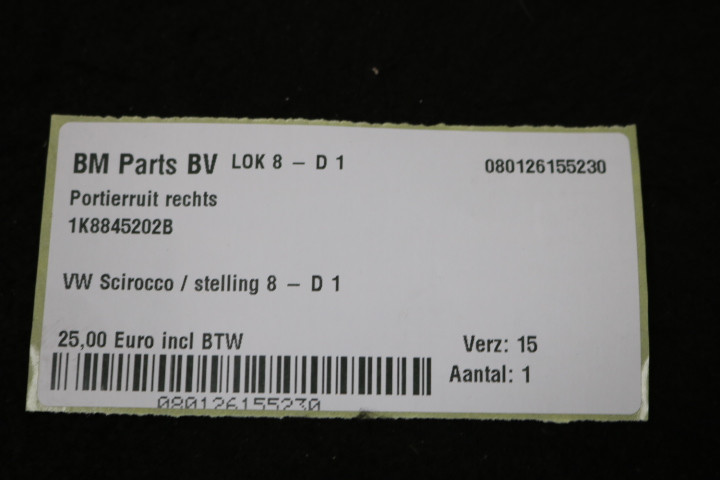 BM Parts BV LOK 8 – D 1 080126155230
Portierruit rechts
1K8845202B
VW Scirocco / stelling 8 – D 1
25,00 Euro incl BTW Verz: 15
Aantal: 1
080126155230